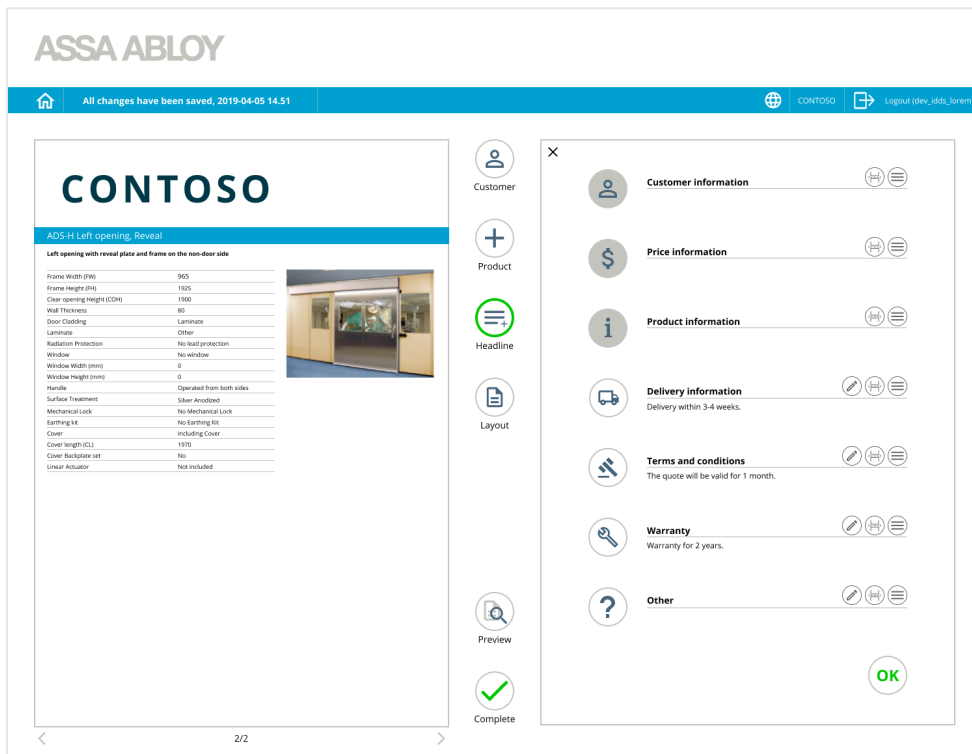 ASSA ABLOY
All changes have been saved, 2019-04-05 14.51
CONTOSO
Logout (dev_idds_lorem
CONTOSO
ADS-H Left opening, Reveal
Left opening with reveal plate and frame on the non-door side
Frame Width (FW) 965
Frame Height (FH) 1925
Clear opening Height (COH) 1900
Wall Thickness 80
Door Cladding Laminate
Laminate Other
Radiation Protection No lead protection
Window No window
Window Width (mm) 0
Window Height (mm) 0
Handle Operated from both sides
Surface Treatment Silver Anodized
Mechanical Lock No Mechanical Lock
Earthing kit No Earthing Kit
Cover Including Cover
Cover length (CL) 1970
Cover Backplate set No
Linear Actuator Not included
2/2
Customer
Product
Headline
Layout
Preview
Complete
Customer information
Price information
Product information
Delivery information
Delivery within 3-4 weeks.
Terms and conditions
The quote will be valid for 1 month.
Warranty
Warranty for 2 years.
Other
OK